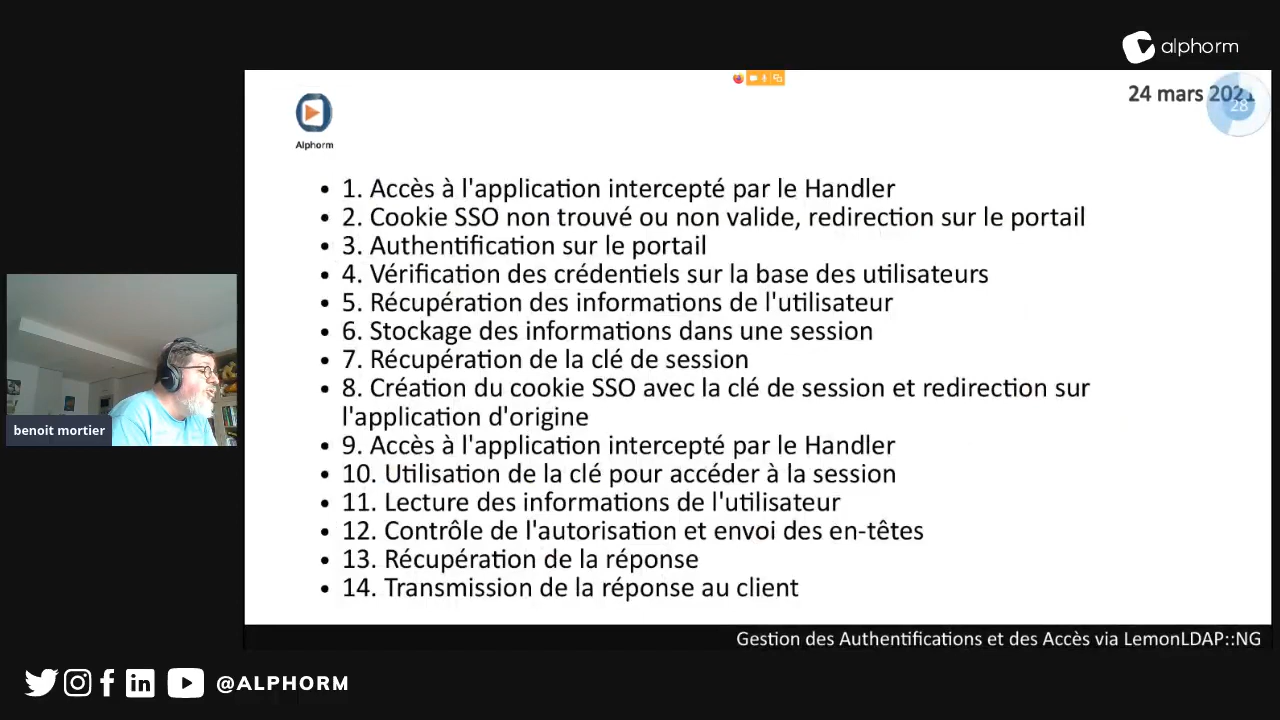 alphorm
24 mars 2021
28
Alphorm
• 1. Accès à l'application intercepté par le Handler
• 2. Cookie SSO non trouvé ou non valide, redirection sur le portail
• 3. Authentification sur le portail
• 4. Vérification des crédentiels sur la base des utilisateurs
• 5. Récupération des informations de l'utilisateur
• 6. Stockage des informations dans une session
• 7. Récupération de la clé de session
• 8. Création du cookie SSO avec la clé de session et redirection sur
l'application d'origine
• 9. Accès à l'application intercepté par le Handler
• 10. Utilisation de la clé pour accéder à la session
• 11. Lecture des informations de l'utilisateur
• 12. Contrôle de l'autorisation et envoi des en-têtes
• 13. Récupération de la réponse
• 14. Transmission de la réponse au client
benoit mortier
Gestion des Authentifications et des Accès via LemonLDAP::NG
@ALPHORM